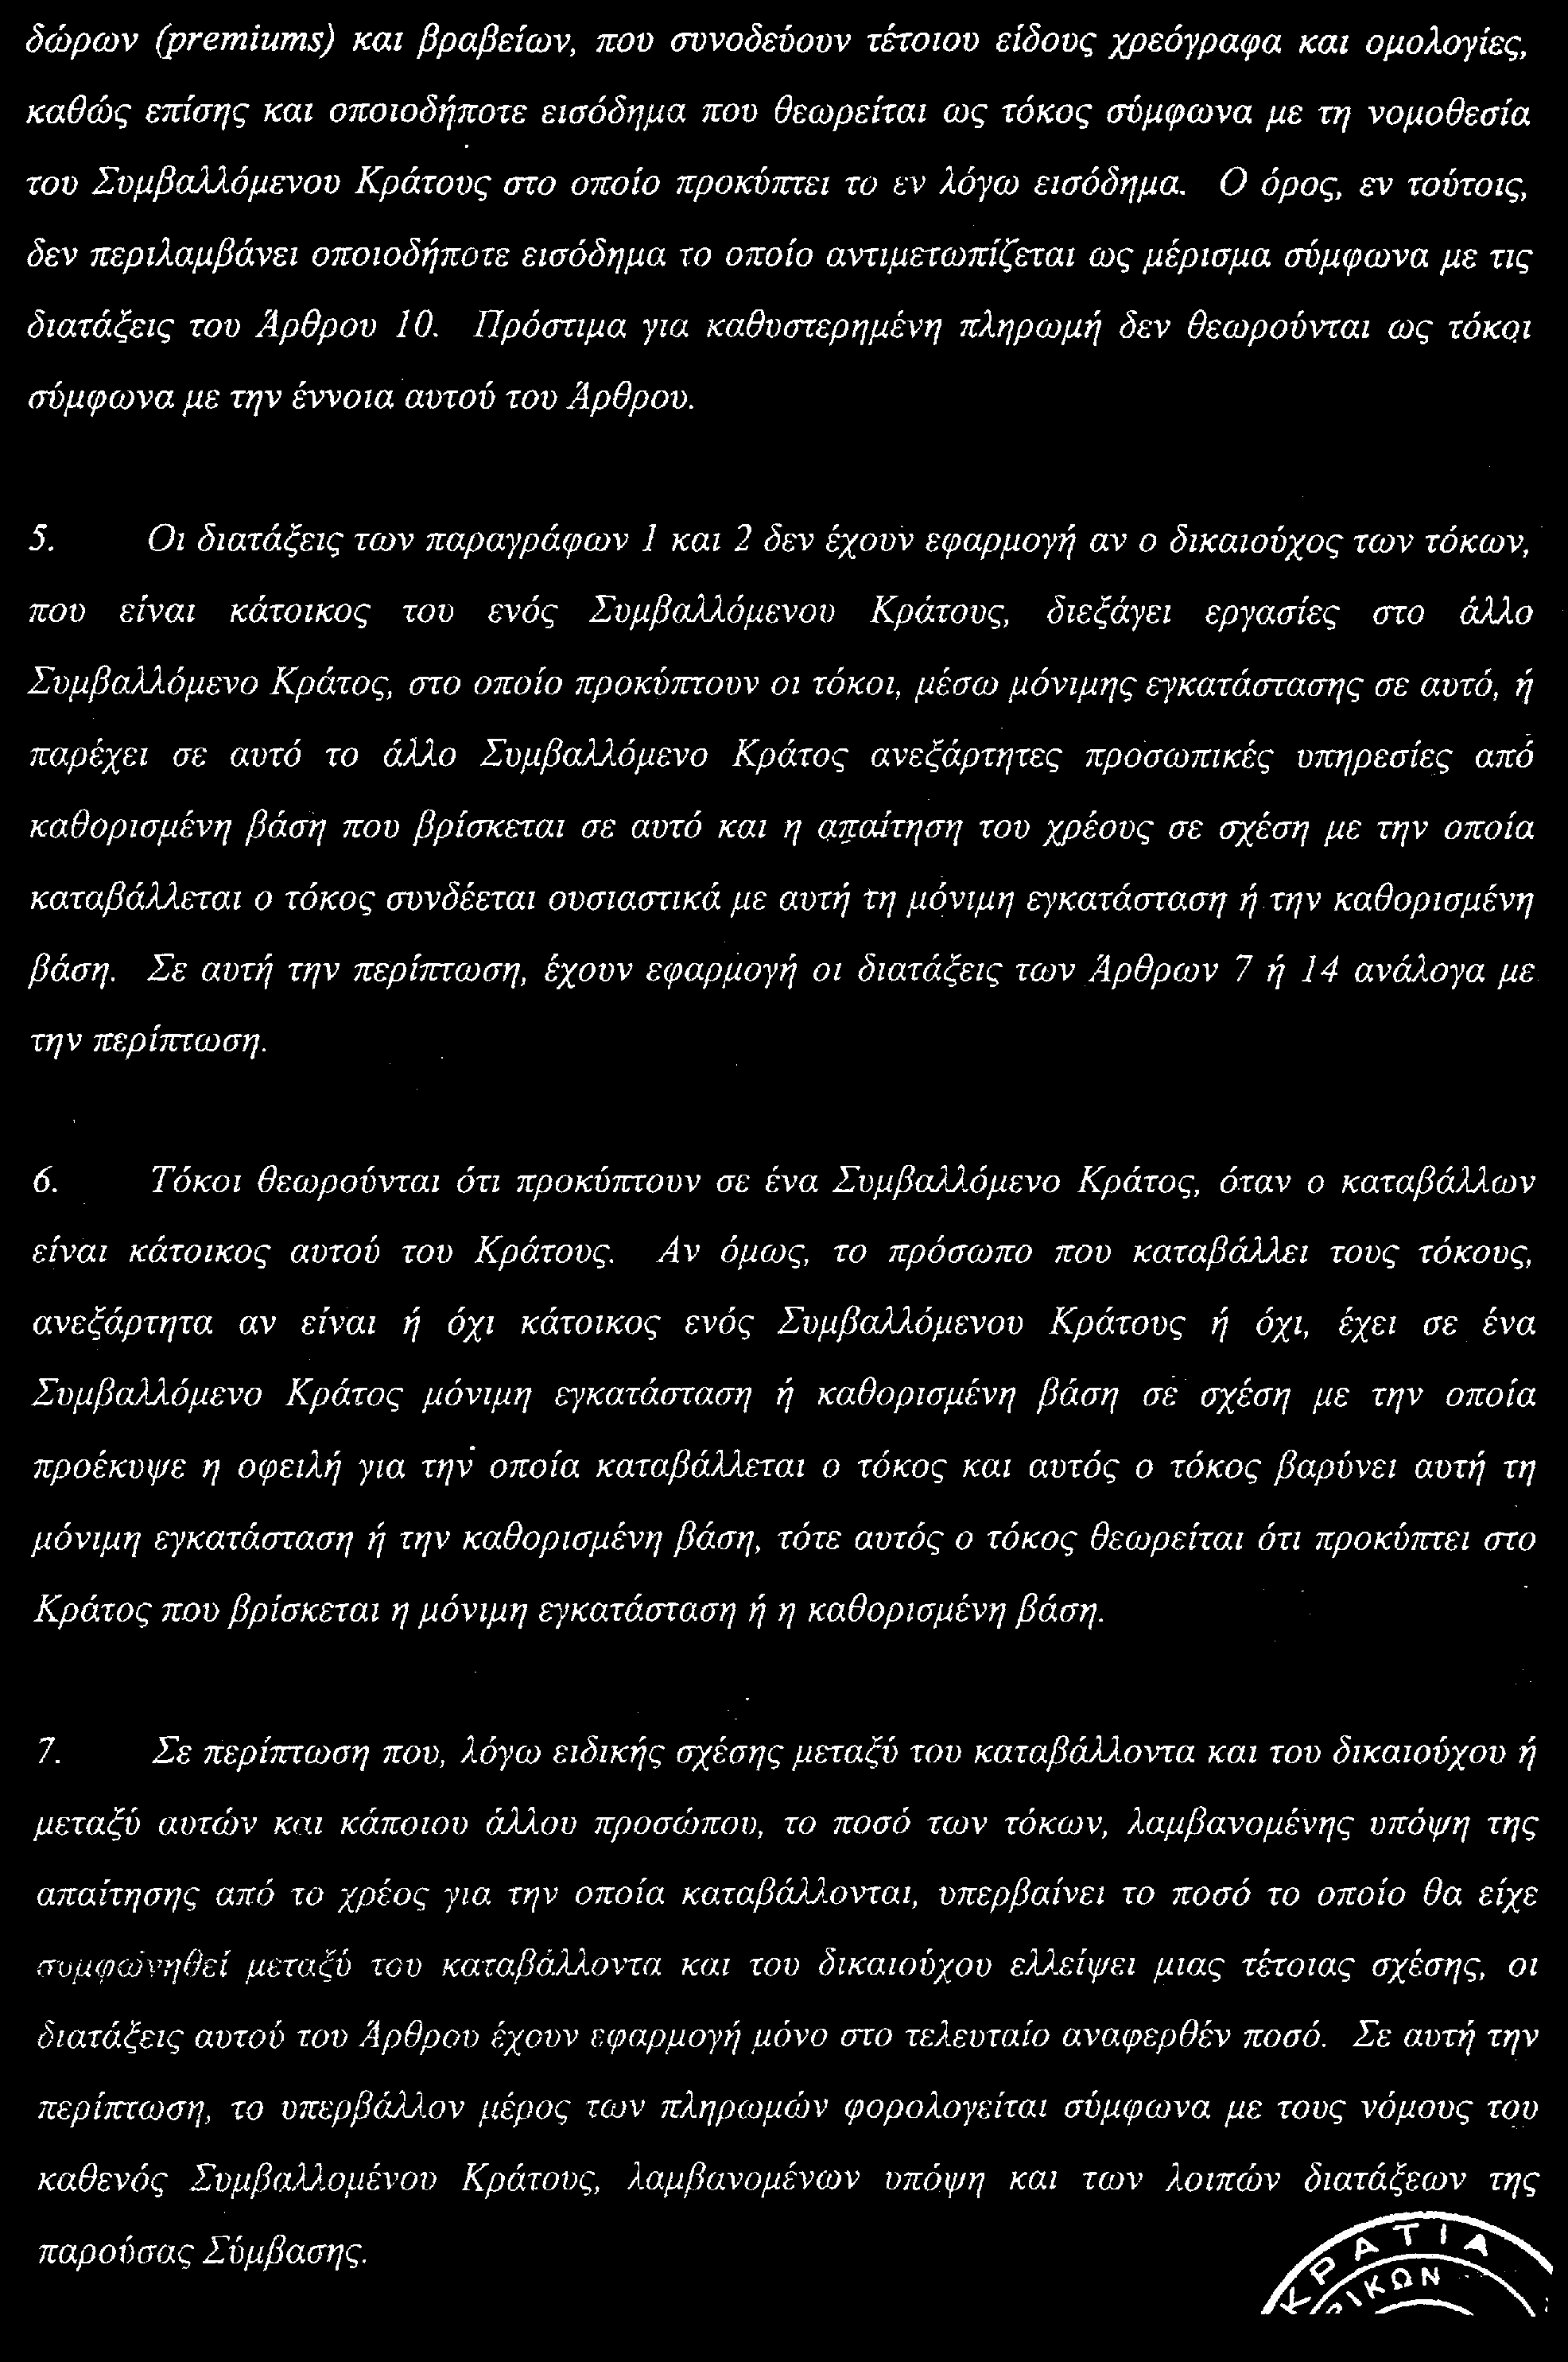 δώρων (premiums) και βραβείων, που συνοδεύουν τέτοιου είδους χρεόγραφα και ομολογίες,
καθώς επίσης και οποιοδήποτε εισόδημα που θεωρείται ως τόκος σύμφωνα με τη νομοθεσία
του Συμβαλλόμενου Κράτους στο οποίο προκύπτει το εν λόγω εισόδημα. Ο όρος, εν τούτοις,
δεν περιλαμβάνει οποιοδήποτε εισόδημα το οποίο αντιμετωπίζεται ως μέρισμα σύμφωνα με τις
διατάξεις του Άρθρου 10. Πρόστιμα για καθυστερημένη πληρωμή δεν θεωρούνται ως τόκοι
σύμφωνα με την έννοια αυτού του Άρθρου.
5. Οι διατάξεις των παραγράφων 1 και 2 δεν έχουν εφαρμογή αν ο δικαιούχος των τόκων,
που είναι κάτοικος του ενός Συμβαλλόμενου Κράτους, διεξάγει εργασίες στο άλλο
Συμβαλλόμενο Κράτος, στο οποίο προκύπτουν οι τόκοι, μέσω μόνιμης εγκατάστασης σε αυτό, ή
παρέχει σε αυτό το άλλο Συμβαλλόμενο Κράτος ανεξάρτητες προσωπικές υπηρεσίες από
καθορισμένη βάση που βρίσκεται σε αυτό και η απαίτηση του χρέους σε σχέση με την οποία
καταβάλλεται ο τόκος συνδέεται ουσιαστικά με αυτή τη μόνιμη εγκατάσταση ή την καθορισμένη
βάση. Σε αυτή την περίπτωση, έχουν εφαρμογή οι διατάξεις των Άρθρων 7 ή 14 ανάλογα με
την περίπτωση.
6. Τόκοι θεωρούνται ότι προκύπτουν σε ένα Συμβαλλόμενο Κράτος, όταν ο καταβάλλων
είναι κάτοικος αυτού του Κράτους. Αν όμως, το πρόσωπο που καταβάλλει τους τόκους,
ανεξάρτητα αν είναι ή όχι κάτοικος ενός Συμβαλλόμενου Κράτους ή όχι, έχει σε ένα
Συμβαλλόμενο Κράτος μόνιμη εγκατάσταση ή καθορισμένη βάση σε σχέση με την οποία
προέκυψε η οφειλή για την οποία καταβάλλεται ο τόκος και αυτός ο τόκος βαρύνει αυτή τη
μόνιμη εγκατάσταση ή την καθορισμένη βάση, τότε αυτός ο τόκος θεωρείται ότι προκύπτει στο
Κράτος που βρίσκεται η μόνιμη εγκατάσταση ή η καθορισμένη βάση.
7. Σε περίπτωση που, λόγω ειδικής σχέσης μεταξύ του καταβάλλοντα και του δικαιούχου ή
μεταξύ αυτών και κάποιου άλλου προσώπου, το ποσό των τόκων, λαμβανομένης υπόψη της
απαίτησης από το χρέος για την οποία καταβάλλονται, υπερβαίνει το ποσό το οποίο θα είχε
συμφωνηθεί μεταξύ του καταβάλλοντα και του δικαιούχου ελλείψει μιας τέτοιας σχέσης, οι
διατάξεις αυτού του Άρθρου έχουν εφαρμογή μόνο στο τελευταίο αναφερθέν ποσό. Σε αυτή την
περίπτωση, το υπερβάλλον μέρος των πληρωμών φορολογείται σύμφωνα με τους νόμους του
καθενός Συμβαλλομένου Κράτους, λαμβανομένων υπόψη και των λοιπών διατάξεων της
παρούσας Σύμβασης.
ΚΡΑΤΙΑ
ΙΚΩΝ